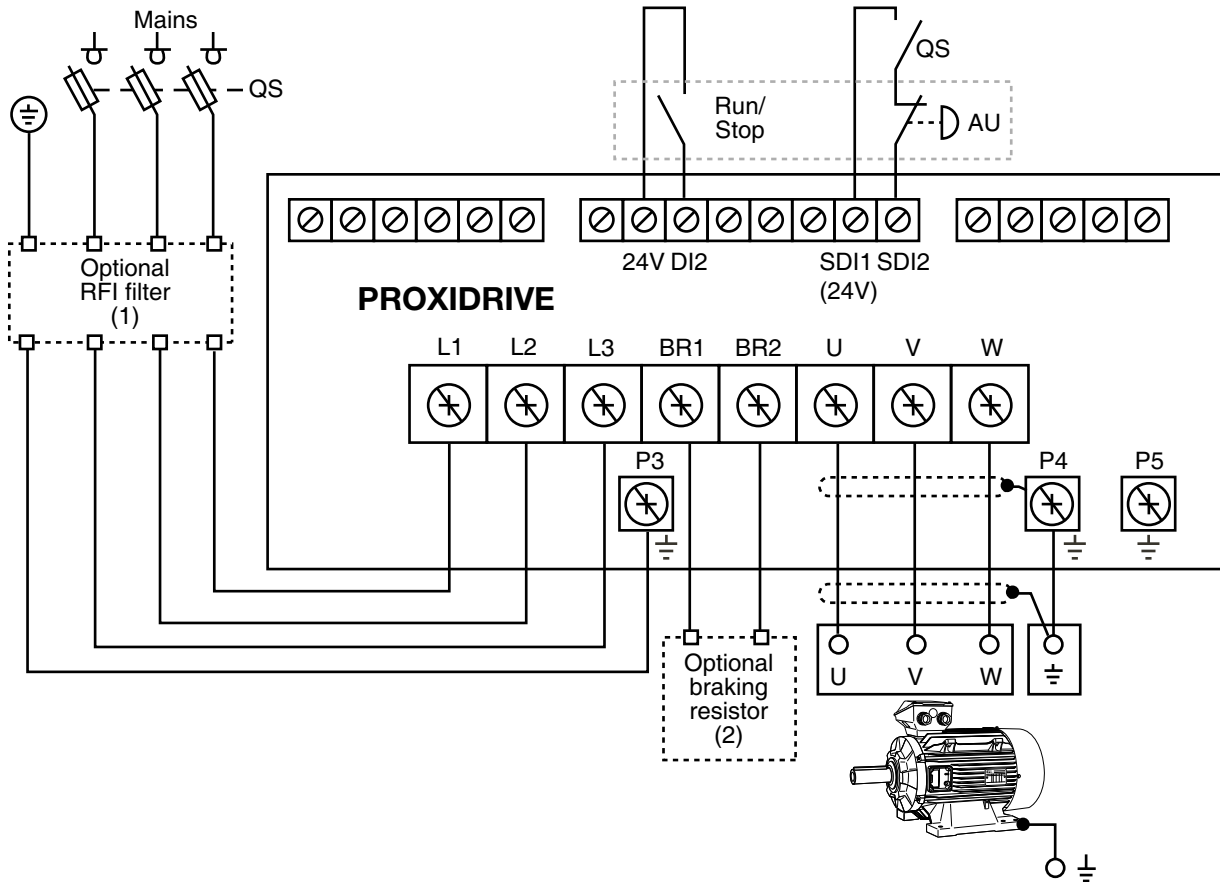 Mains
QS
QS
Run/
Stop
AU
Optional
RFI filter
(1)
24V DI2
SDI1 SDI2
(24V)
PROXIDRIVE
L1 L2 L3 BR1 BR2 U V W
P3
P4
P5
Optional
braking
resistor
(2)
U V W